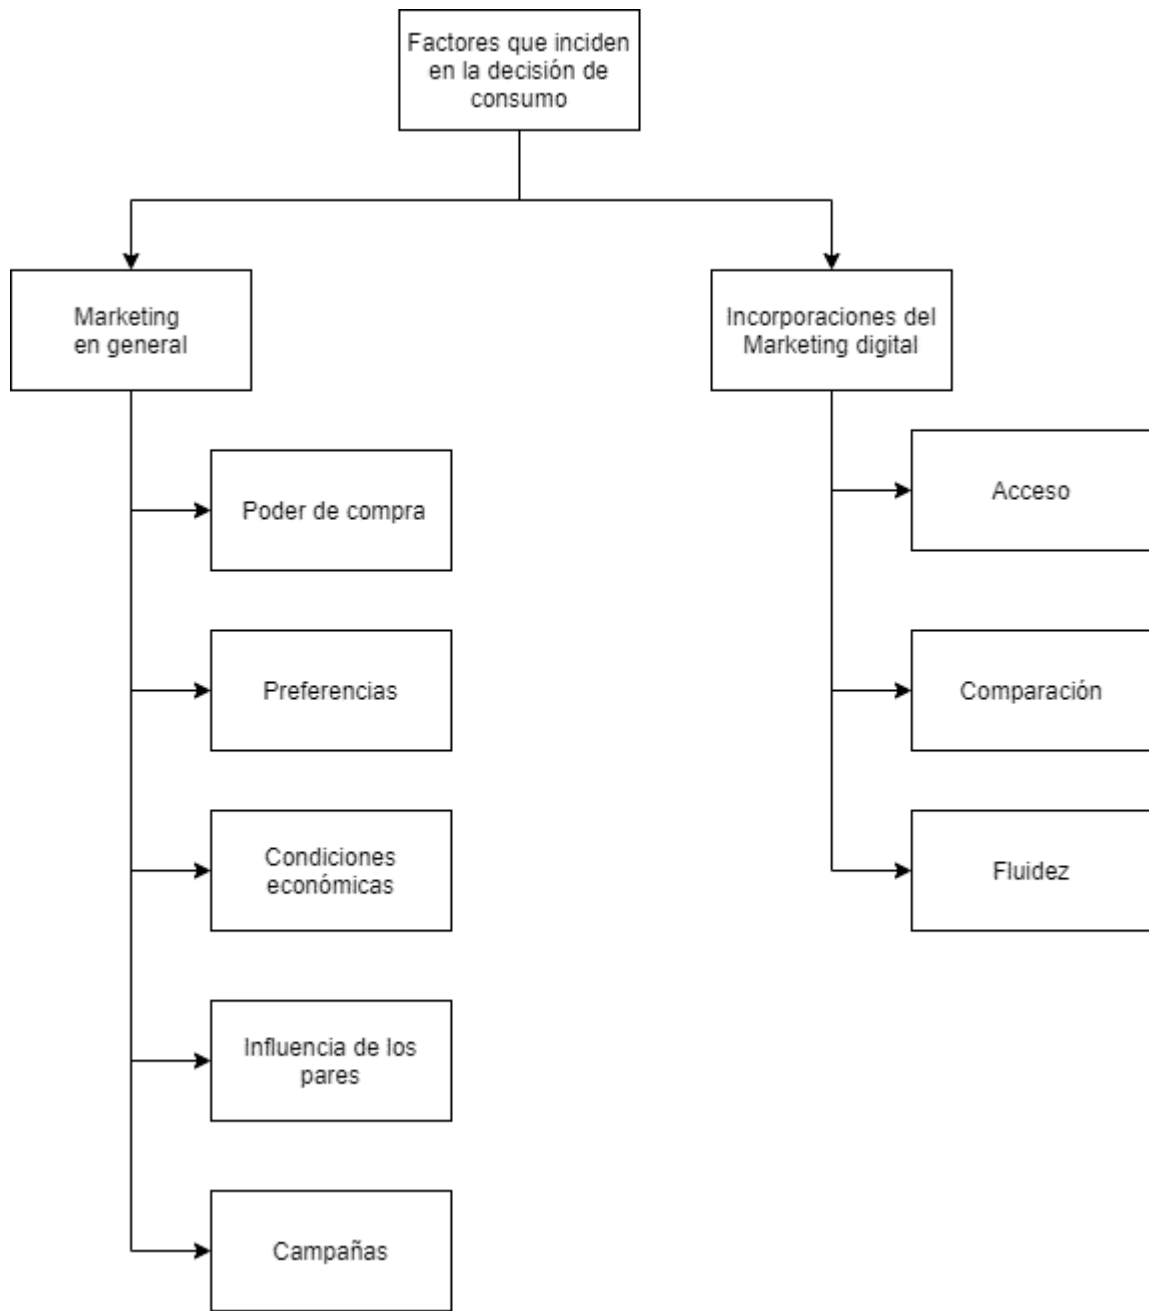 Factores que inciden
en la decisión de
consumo
Marketing
en general
Poder de compra
Preferencias
Condiciones
económicas
Influencia de los
pares
Campañas
Incorporaciones del
Marketing digital
Acceso
Comparación
Fluidez